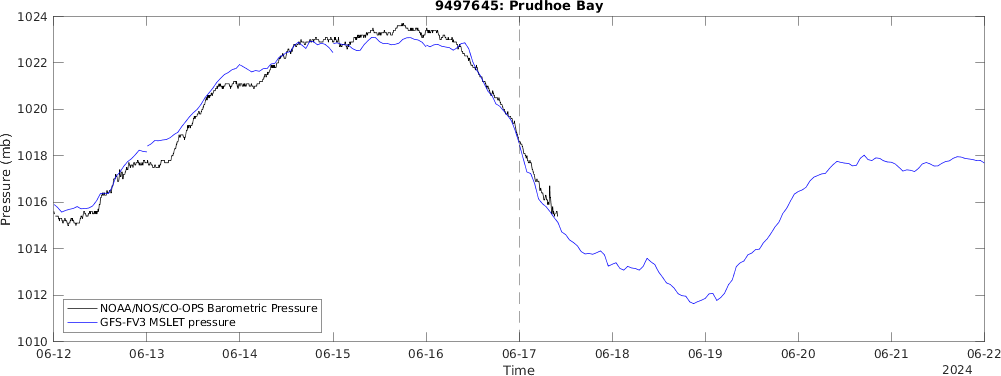 9497645: Prudhoe Bay
Pressure (mb)
1024
1022
1020
1018
1016
1014
1012
1010
NOAA/NOS/CO-OPS Barometric Pressure
GFS-FV3 MSLET pressure
06-12 06-13 06-14 06-15 06-16 06-17 06-18 06-19 06-20 06-21 06-22
Time
2024